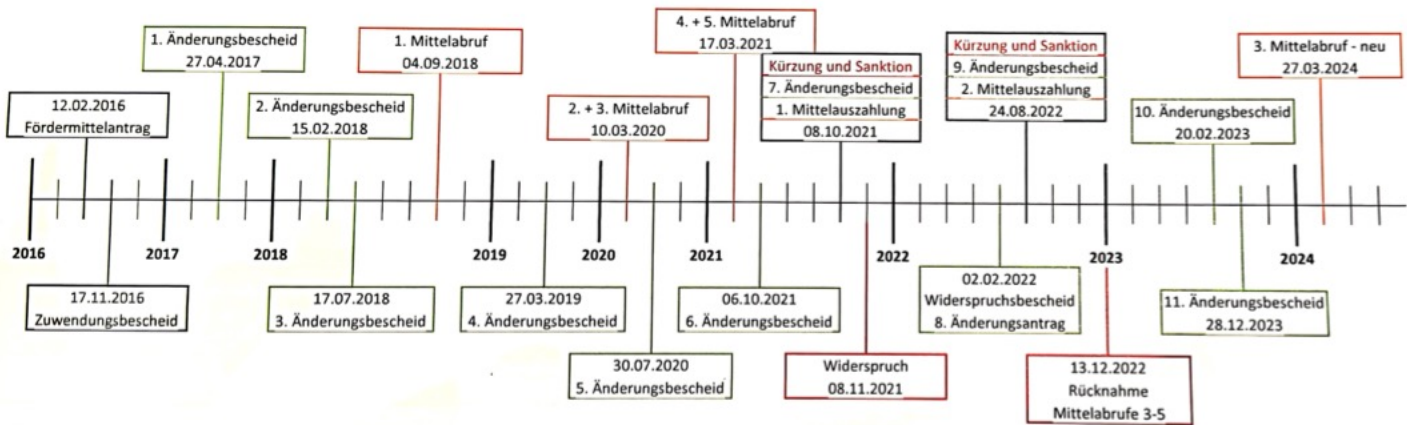 1. Änderungsbescheid
27.04.2017
1. Mittelabruf
04.09.2018
4. + 5. Mittelabruf
17.03.2021
Kürzung und Sanktion
7. Änderungsbescheid
1. Mittelauszahlung
08.10.2021
Kürzung und Sanktion
9. Änderungsbescheid
2. Mittelauszahlung
24.08.2022
3. Mittelabruf - neu
27.03.2024
12.02.2016
Fördermittelantrag
2. Änderungsbescheid
15.02.2018
2. + 3. Mittelabruf
10.03.2020
10. Änderungsbescheid
20.02.2023
2016
2017
2018
2019
2020
2021
2022
2023
2024
17.11.2016
Zuwendungsbescheid
17.07.2018
3. Änderungsbescheid
27.03.2019
4. Änderungsbescheid
06.10.2021
6. Änderungsbescheid
02.02.2022
Widerspruchsbescheid
8. Änderungsantrag
11. Änderungsbescheid
28.12.2023
30.07.2020
5. Änderungsbescheid
Widerspruch
08.11.2021
13.12.2022
Rücknahme
Mittelabrufe 3-5